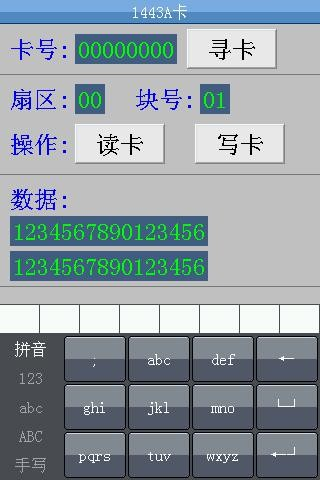 1443A卡
卡号: 00000000 寻卡
扇区: 00 块号: 01
操作: 读卡 写卡
数据:
1234567890123456
1234567890123456
拼音 ; abc def ←
123
abc ghi jkl mno
ABC
手写 pqrs tuv wxyz